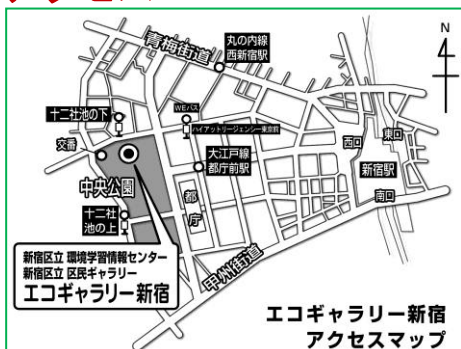 青梅街道
丸の内線
西新宿駅
N
十二社池の下
WEバス
ハイアットリージェンシー東京前
交番
大江戸線
都庁前駅
西口
東口
新宿駅
中央公園
都庁
南口
十二社
池の上
甲州街道
新宿区立 環境学習情報センター
新宿区立 区民ギャラリー
エコギャラリー新宿
エコギャラリー新宿
アクセスマップ